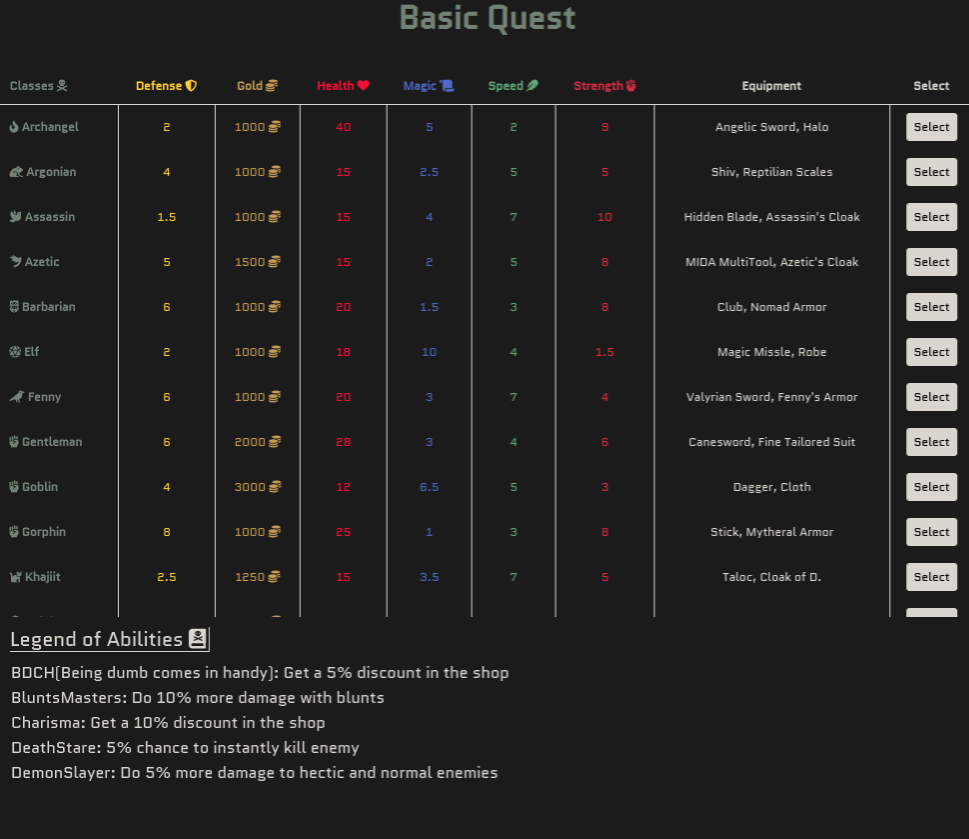 Basic Quest
Classes Defense Gold Health Magic Speed Strength Equipment Select
Archangel 2 1000 40 5 2 9 Angelic Sword, Halo Select
Argonian 4 1000 15 2.5 5 5 Shiv, Reptilian Scales Select
Assassin 1.5 1000 15 4 7 10 Hidden Blade, Assassin's Cloak Select
Azetic 5 1500 15 2 5 8 MIDA MultiTool, Azetic's Cloak Select
Barbarian 6 1000 20 1.5 3 8 Club, Nomad Armor Select
Elf 2 1000 18 10 4 1.5 Magic Missle, Robe Select
Fenny 6 1000 20 3 7 4 Valyrian Sword, Fenny's Armor Select
Gentleman 6 2000 28 3 4 6 Canesword, Fine Tailored Suit Select
Goblin 4 3000 12 6.5 5 3 Dagger, Cloth Select
Gorphin 8 1000 25 1 3 8 Stick, Mytheral Armor Select
Khajiit 2.5 1250 15 3.5 7 5 Taloc, Cloak of D. Select
Legend of Abilities
BDCH(Being dumb comes in handy): Get a 5% discount in the shop
BluntsMasters: Do 10% more damage with blunts
Charisma: Get a 10% discount in the shop
DeathStare: 5% chance to instantly kill enemy
DemonSlayer: Do 5% more damage to hectic and normal enemies